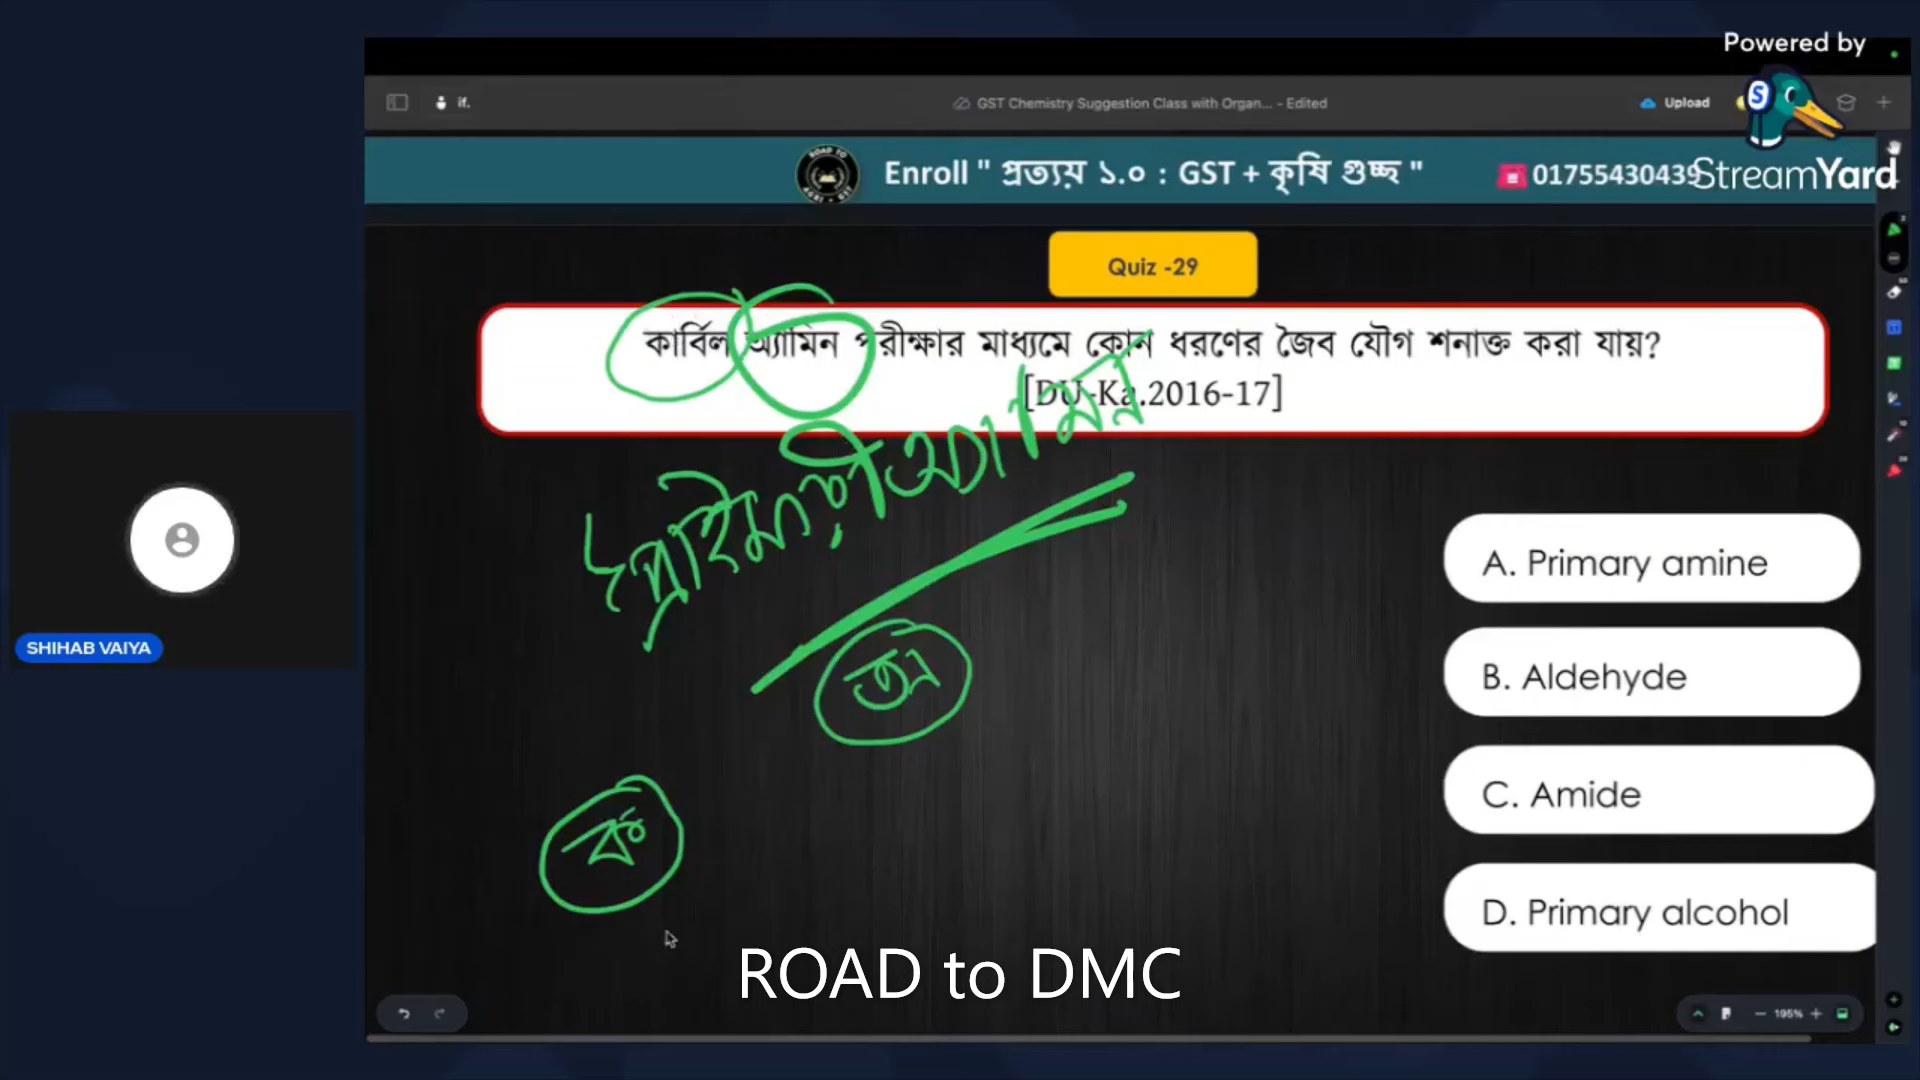 Powered by
StreamYard
if.
GST Chemistry Suggestion Class with Organ... - Edited
Upload
Enroll " প্রত্যয় ১.০ : GST + কৃষি গুচ্ছ "
01755430439
Quiz -29
কার্বিল অ্যামিন পরীক্ষার মাধ্যমে কোন ধরণের জৈব যৌগ শনাক্ত করা যায়?
[DU-Ka.2016-17]
প্রাইমারী অ্যামিন
A. Primary amine
B. Aldehyde
C. Amide
D. Primary alcohol
SHIHAB VAIYA
ROAD to DMC
195%